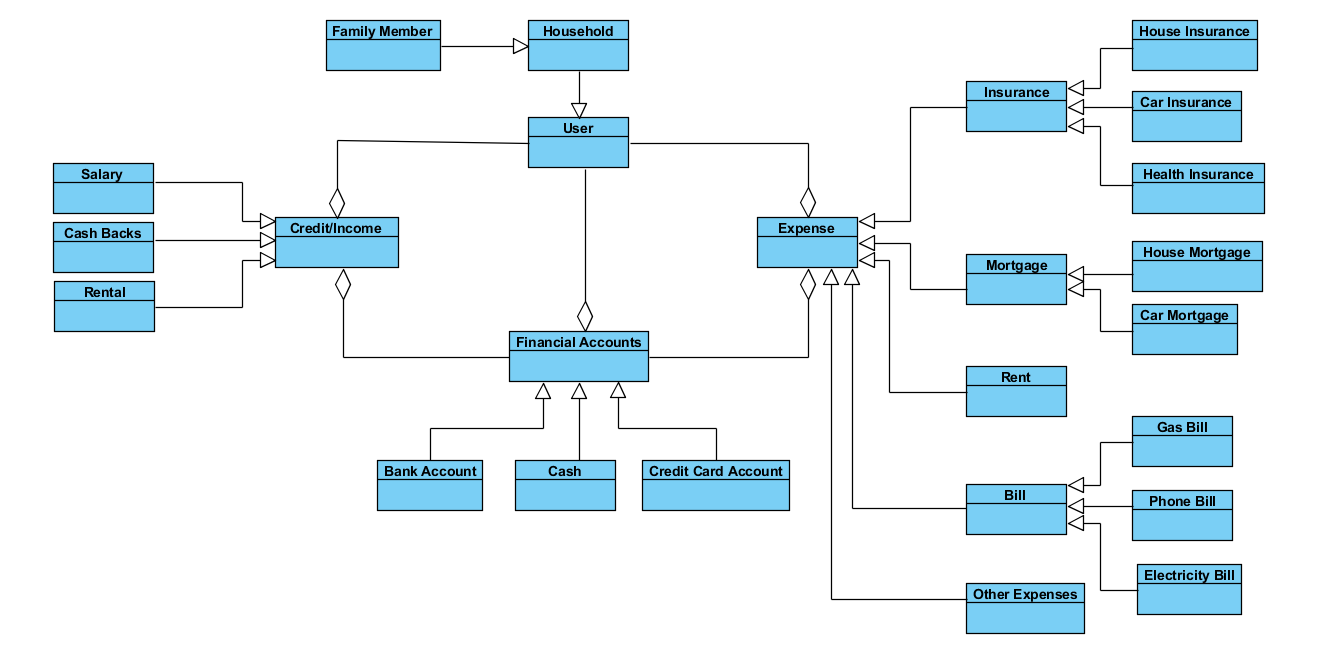 Family Member
Household
House Insurance
Insurance
Car Insurance
User
Salary
Health Insurance
Cash Backs
Credit/Income
Expense
House Mortgage
Mortgage
Rental
Car Mortgage
Financial Accounts
Rent
Gas Bill
Bank Account
Cash
Credit Card Account
Bill
Phone Bill
Electricity Bill
Other Expenses